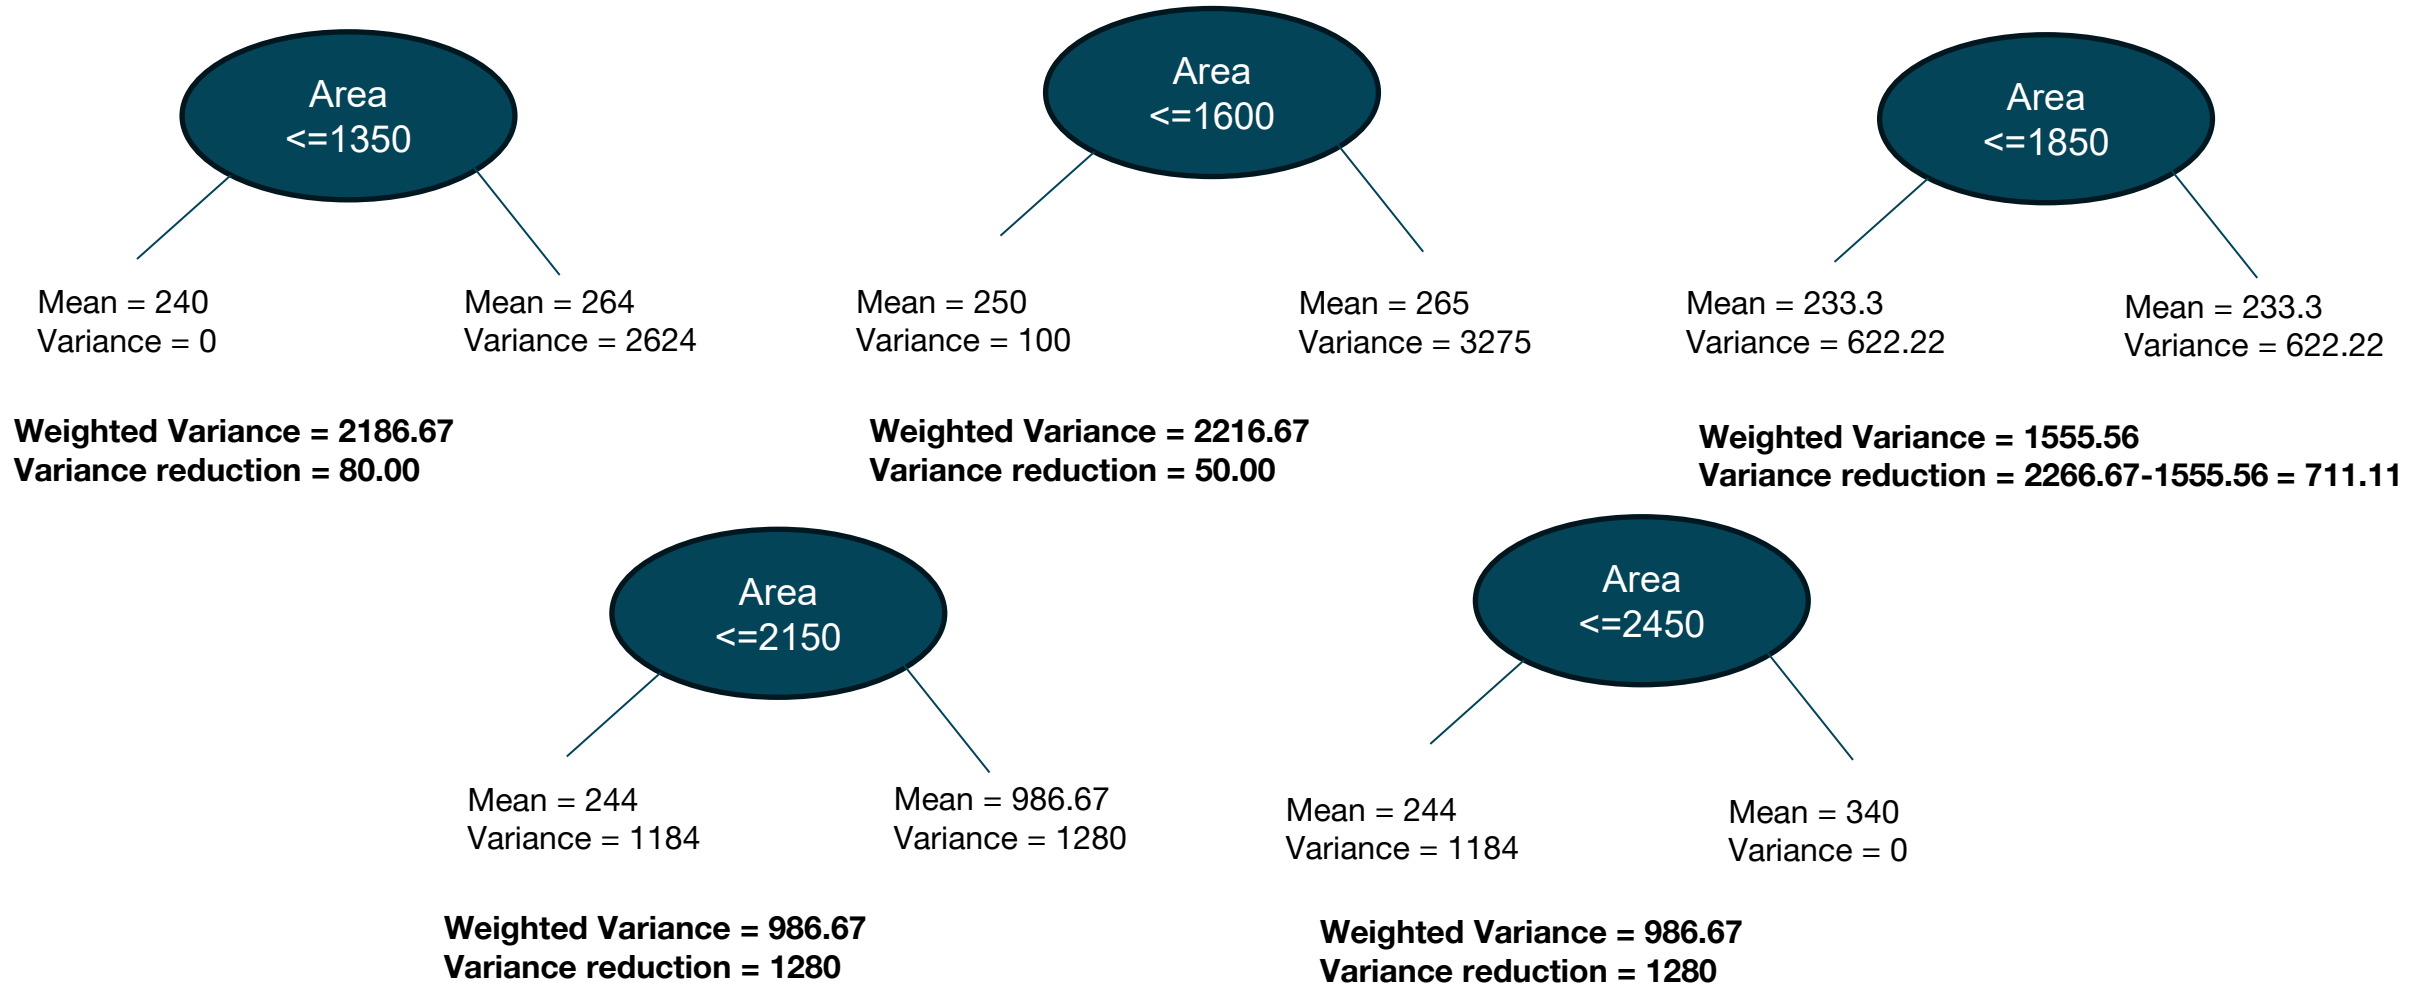 Area
<=1350
Mean = 240
Variance = 0
Mean = 264
Variance = 2624
Weighted Variance = 2186.67
Variance reduction = 80.00
Area
<=1600
Mean = 250
Variance = 100
Mean = 265
Variance = 3275
Weighted Variance = 2216.67
Variance reduction = 50.00
Area
<=1850
Mean = 233.3
Variance = 622.22
Mean = 233.3
Variance = 622.22
Weighted Variance = 1555.56
Variance reduction = 2266.67-1555.56 = 711.11
Area
<=2150
Mean = 244
Variance = 1184
Mean = 986.67
Variance = 1280
Weighted Variance = 986.67
Variance reduction = 1280
Area
<=2450
Mean = 244
Variance = 1184
Mean = 340
Variance = 0
Weighted Variance = 986.67
Variance reduction = 1280